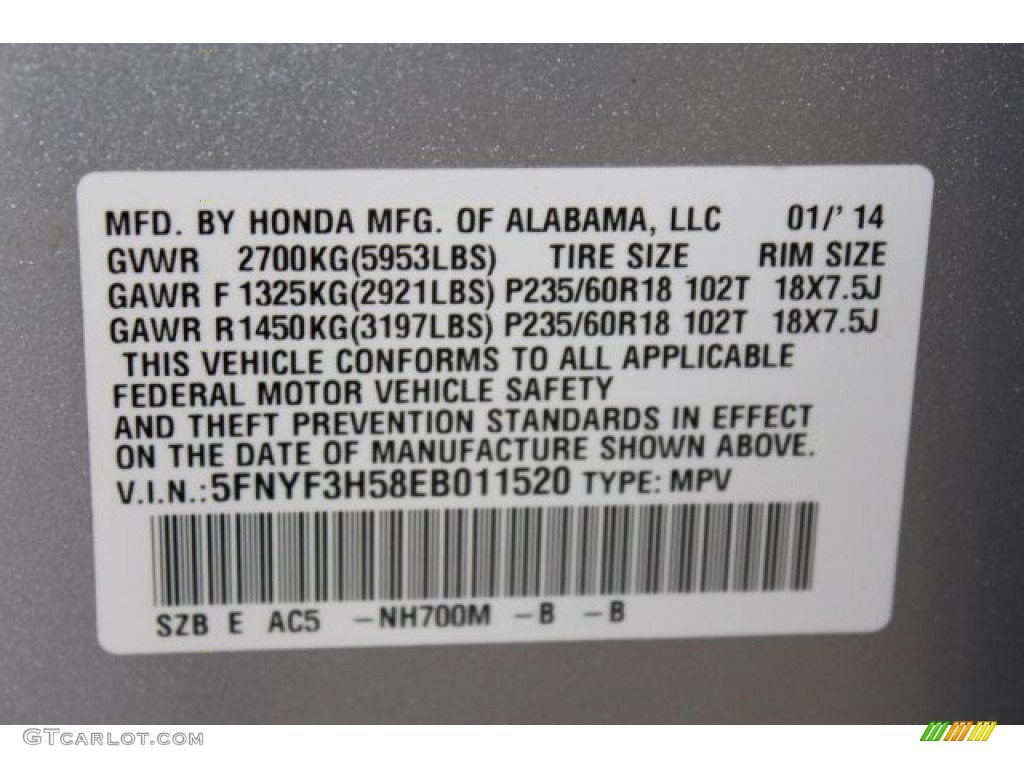 MFD. BY HONDA MFG. OF ALABAMA, LLC 01/' 14
GVWR 2700KG(5953LBS) TIRE SIZE RIM SIZE
GAWR F 1325KG(2921LBS) P235/60R18 102T 18X7.5J
GAWR R1450KG(3197LBS) P235/60R18 102T 18X7.5J
THIS VEHICLE CONFORMS TO ALL APPLICABLE
FEDERAL MOTOR VEHICLE SAFETY
AND THEFT PREVENTION STANDARDS IN EFFECT
ON THE DATE OF MANUFACTURE SHOWN ABOVE.
V.I.N.:5FNYF3H58EB011520 TYPE: MPV
SZB E AC5 -NH700M -B -B
GTCARLOT.COM